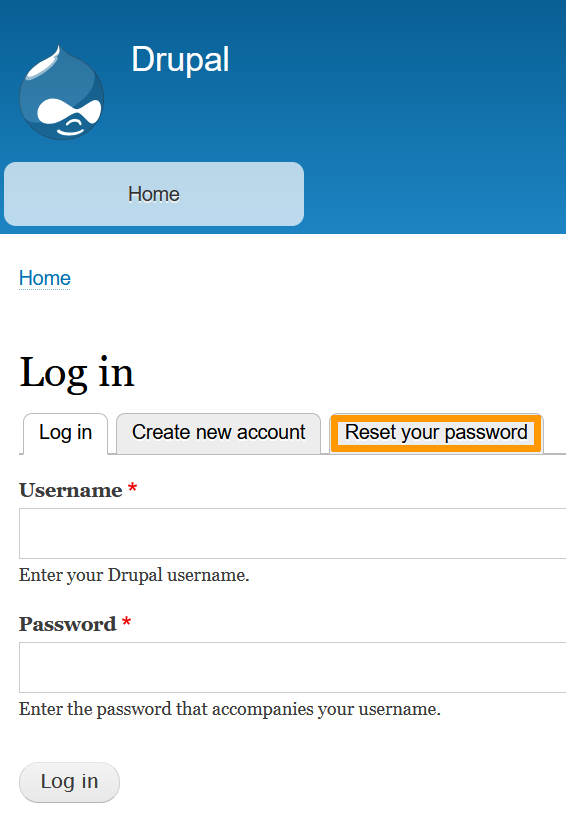 Drupal
Home
Home
Log in
Log in
Create new account
Reset your password
Username *
Enter your Drupal username.
Password *
Enter the password that accompanies your username.
Log in